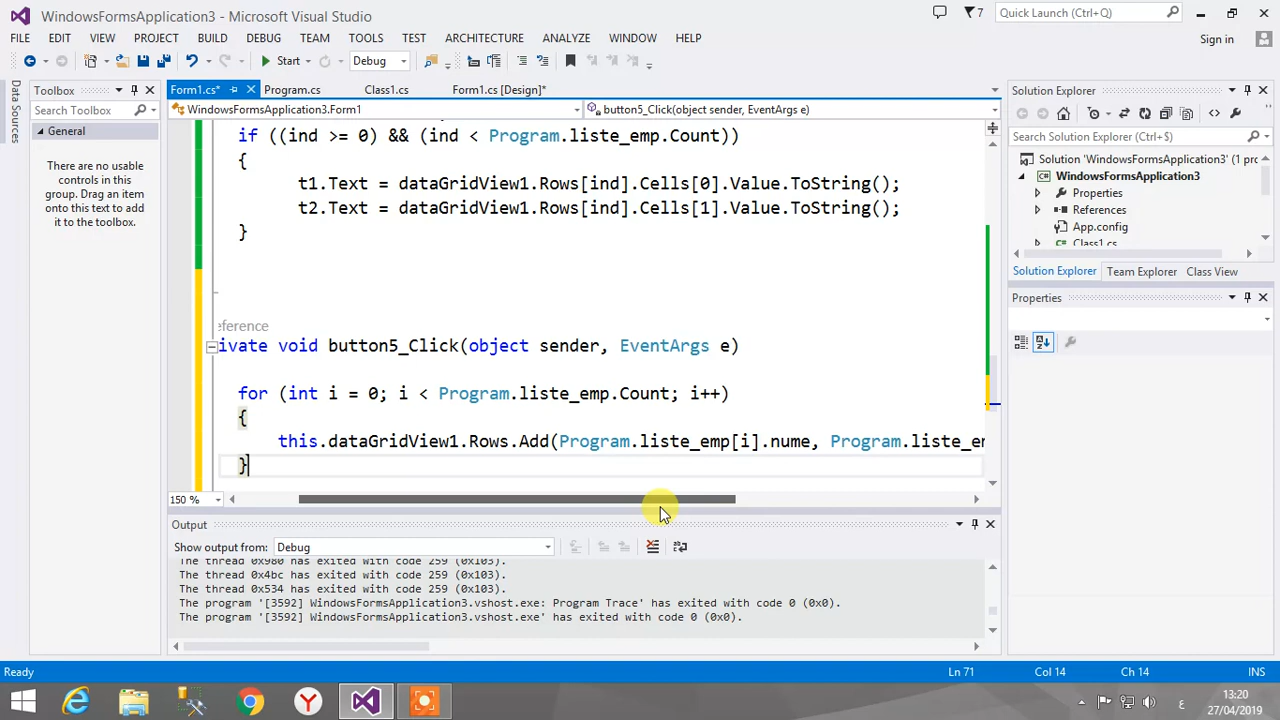 WindowsFormsApplication3 - Microsoft Visual Studio
7
Quick Launch (Ctrl+Q)
FILE EDIT VIEW PROJECT BUILD DEBUG TEAM TOOLS TEST ARCHITECTURE ANALYZE WINDOW HELP
Sign in
Start
Debug
Data Sources
Toolbox
Search Toolbox
General
There are no usable
controls in this
group. Drag an item
onto this text to add
it to the toolbox.
Form1.cs*
Program.cs
Class1.cs
Form1.cs [Design]*
WindowsFormsApplication3.Form1
button5_Click(object sender, EventArgs e)
if ((ind >= 0) && (ind < Program.liste_emp.Count))
{
t1.Text = dataGridView1.Rows[ind].Cells[0].Value.ToString();
t2.Text = dataGridView1.Rows[ind].Cells[1].Value.ToString();
}
eference
ivate void button5_Click(object sender, EventArgs e)
for (int i = 0; i < Program.liste_emp.Count; i++)
{
this.dataGridView1.Rows.Add(Program.liste_emp[i].nume, Program.liste_em
}
150 %
Output
Show output from: Debug
The thread 0x980 has exited with code 259 (0x103).
The thread 0x4bc has exited with code 259 (0x103).
The thread 0x534 has exited with code 259 (0x103).
The program '[3592] WindowsFormsApplication3.vshost.exe: Program Trace' has exited with code 0 (0x0).
The program '[3592] WindowsFormsApplication3.vshost.exe' has exited with code 0 (0x0).
Solution Explorer
Search Solution Explorer (Ctrl+$)
Solution 'WindowsFormsApplication3' (1 prc
WindowsFormsApplication3
Properties
References
App.config
Class1.cs
Solution Explorer Team Explorer Class View
Properties
Ready
Ln 71
Col 14
Ch 14
INS
ع
13:20
27/04/2019